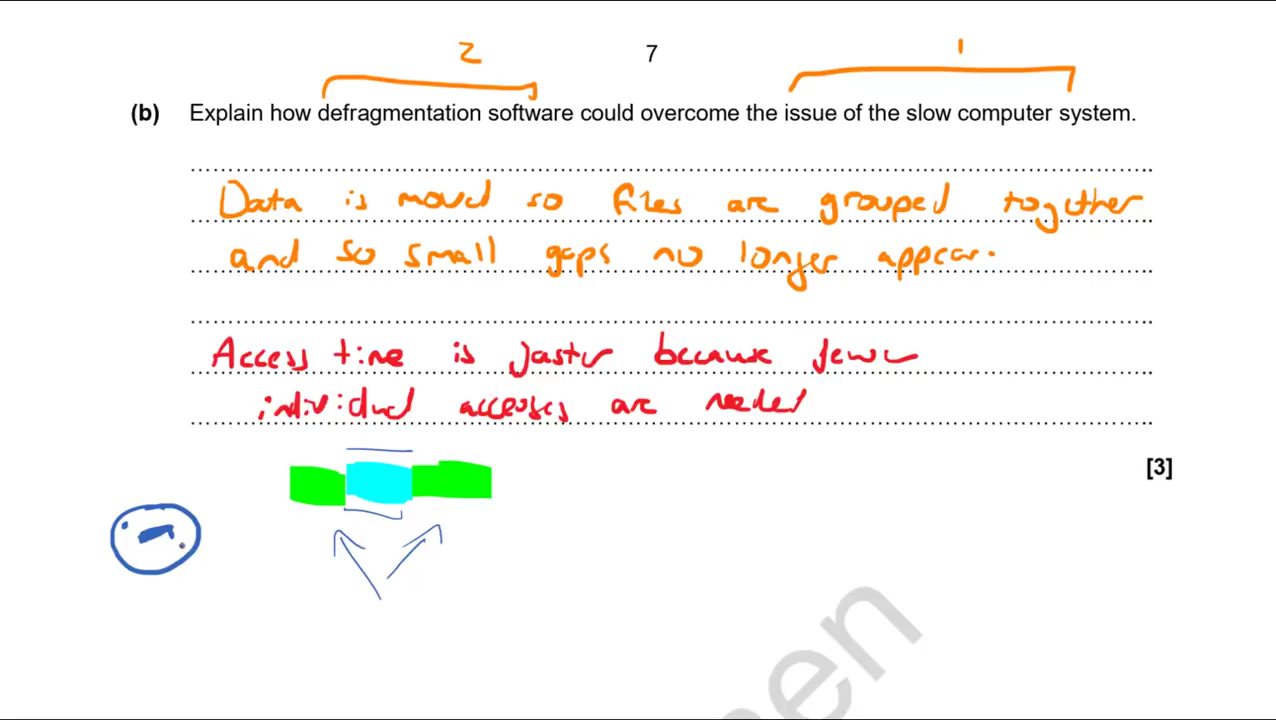 2 7 1
(b) Explain how defragmentation software could overcome the issue of the slow computer system.
Data is moved so files are grouped together
and so small gaps no longer appear.
Access time is faster because fewer
individual accesses are needed
[3]
men